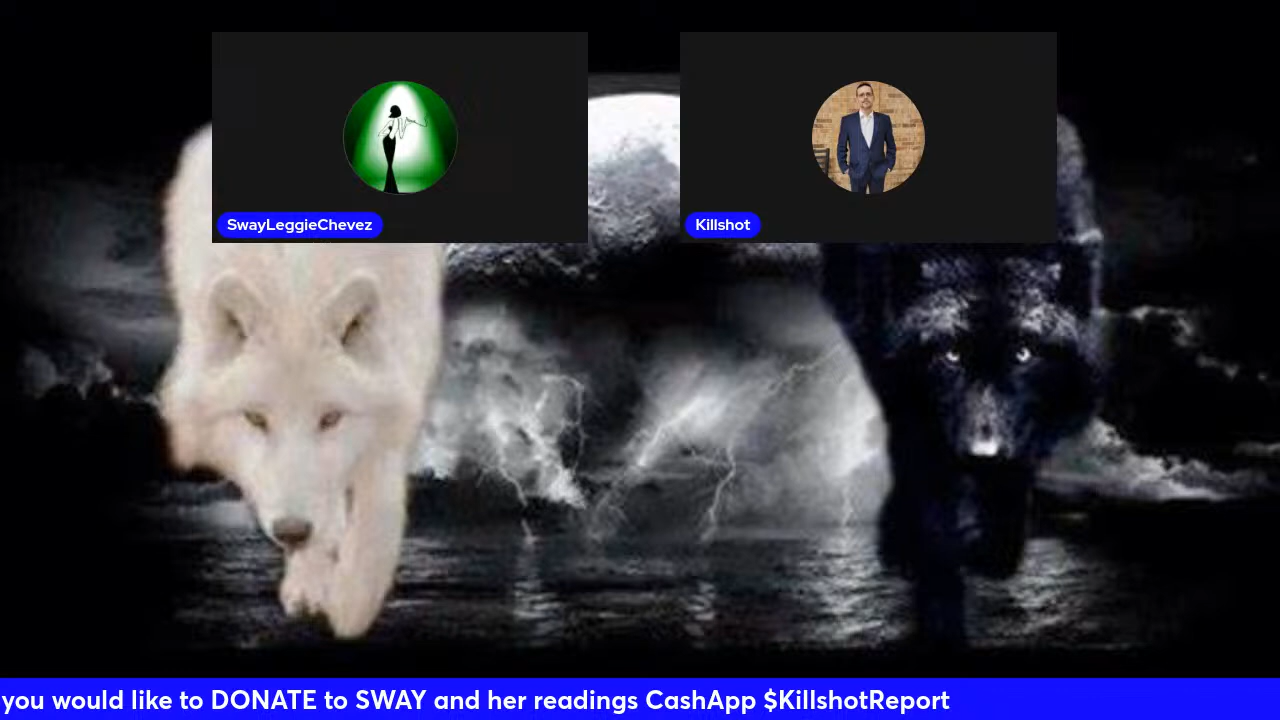 SwayLeggieChevez
Killshot
you would like to DONATE to SWAY and her readings CashApp $KillshotReport